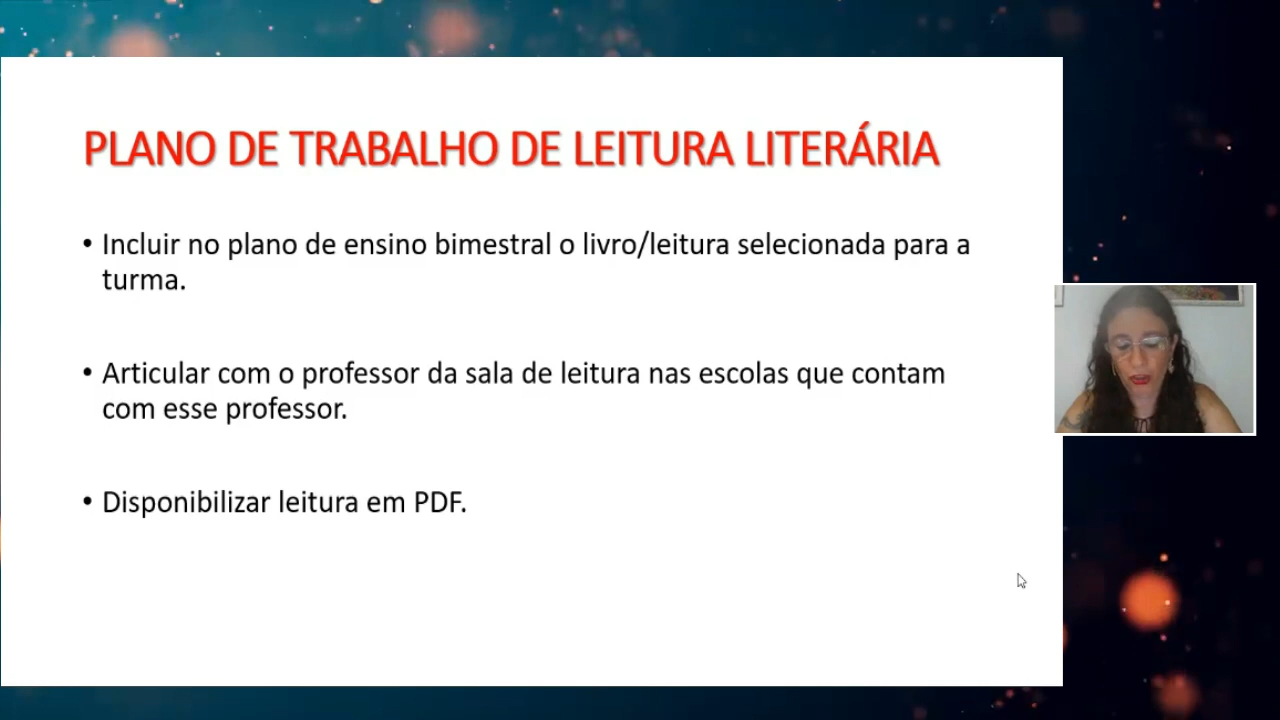 PLANO DE TRABALHO DE LEITURA LITERÁRIA
• Incluir no plano de ensino bimestral o livro/leitura selecionada para a
turma.
• Articular com o professor da sala de leitura nas escolas que contam
com esse professor.
• Disponibilizar leitura em PDF.